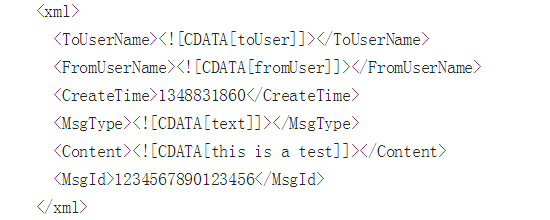 <xml>
<ToUserName><![CDATA[toUser]]></ToUserName>
<FromUserName><![CDATA[fromUser]]></FromUserName>
<CreateTime>1348831860</CreateTime>
<MsgType><![CDATA[text]]></MsgType>
<Content><![CDATA[this is a test]]></Content>
<MsgId>1234567890123456</MsgId>
</xml>